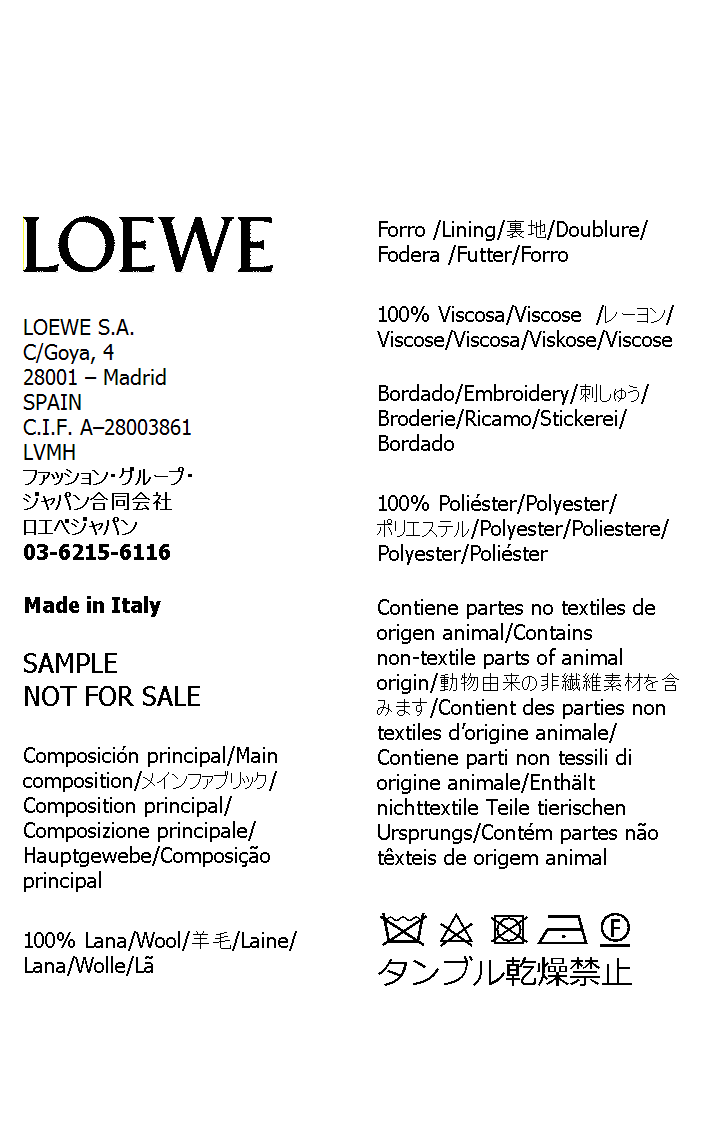 LOEWE
LOEWE S.A.
C/Goya, 4
28001 – Madrid
SPAIN
C.I.F. A–28003861
LVMH
ファッション・グループ・
ジャパン合同会社
ロエベジャパン
03-6215-6116
Made in Italy
SAMPLE
NOT FOR SALE
Composición principal/Main
composition/メインファブリック/
Composition principal/
Composizione principale/
Hauptgewebe/Composição
principal
100% Lana/Wool/羊毛/Laine/
Lana/Wolle/Lã
Forro /Lining/裏地/Doublure/
Fodera /Futter/Forro
100% Viscosa/Viscose /レーヨン/
Viscose/Viscosa/Viskose/Viscose
Bordado/Embroidery/刺しゅう/
Broderie/Ricamo/Stickerei/
Bordado
100% Poliéster/Polyester/
ポリエステル/Polyester/Poliestere/
Polyester/Poliéster
Contiene partes no textiles de
origen animal/Contains
non-textile parts of animal
origin/動物由来の非繊維素材を含
みます/Contient des parties non
textiles d’origine animale/
Contiene parti non tessili di
origine animale/Enthält
nichttextile Teile tierischen
Ursprungs/Contém partes não
têxteis de origem animal
F
タンブル乾燥禁止